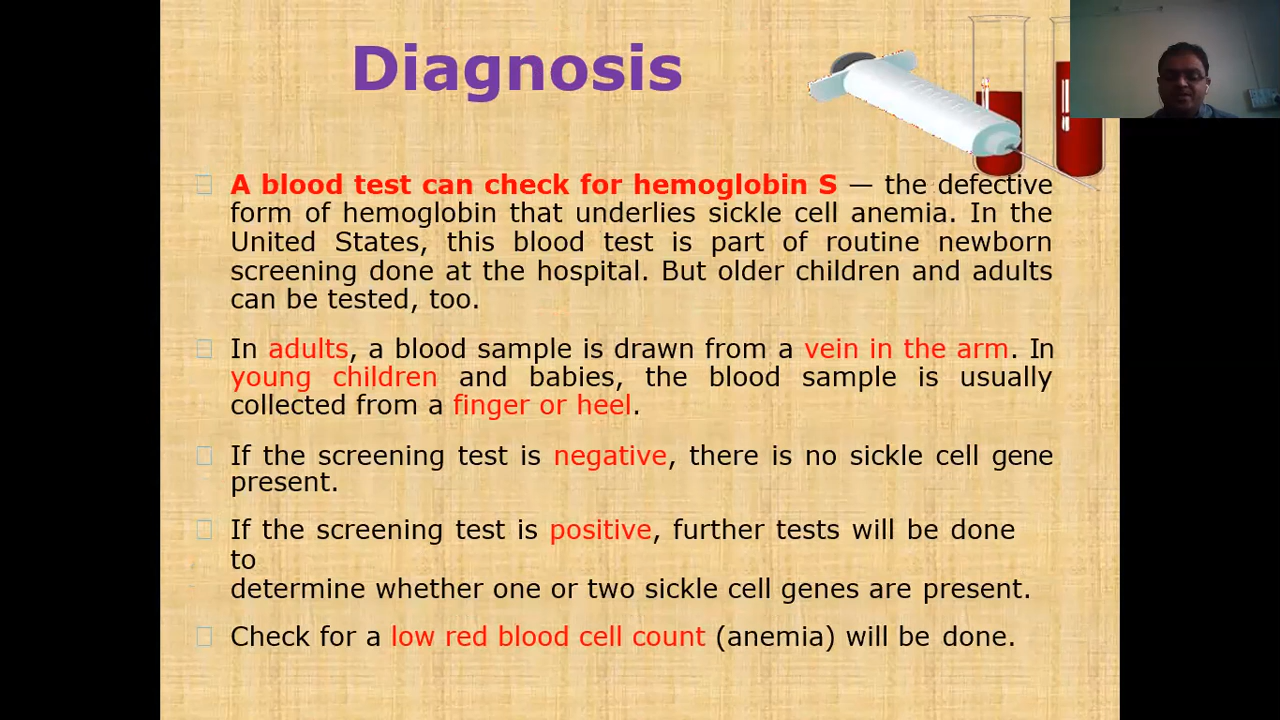 Diagnosis
A blood test can check for hemoglobin S — the defective
form of hemoglobin that underlies sickle cell anemia. In the
United States, this blood test is part of routine newborn
screening done at the hospital. But older children and adults
can be tested, too.
In adults, a blood sample is drawn from a vein in the arm. In
young children and babies, the blood sample is usually
collected from a finger or heel.
If the screening test is negative, there is no sickle cell gene
present.
If the screening test is positive, further tests will be done
to
determine whether one or two sickle cell genes are present.
Check for a low red blood cell count (anemia) will be done.